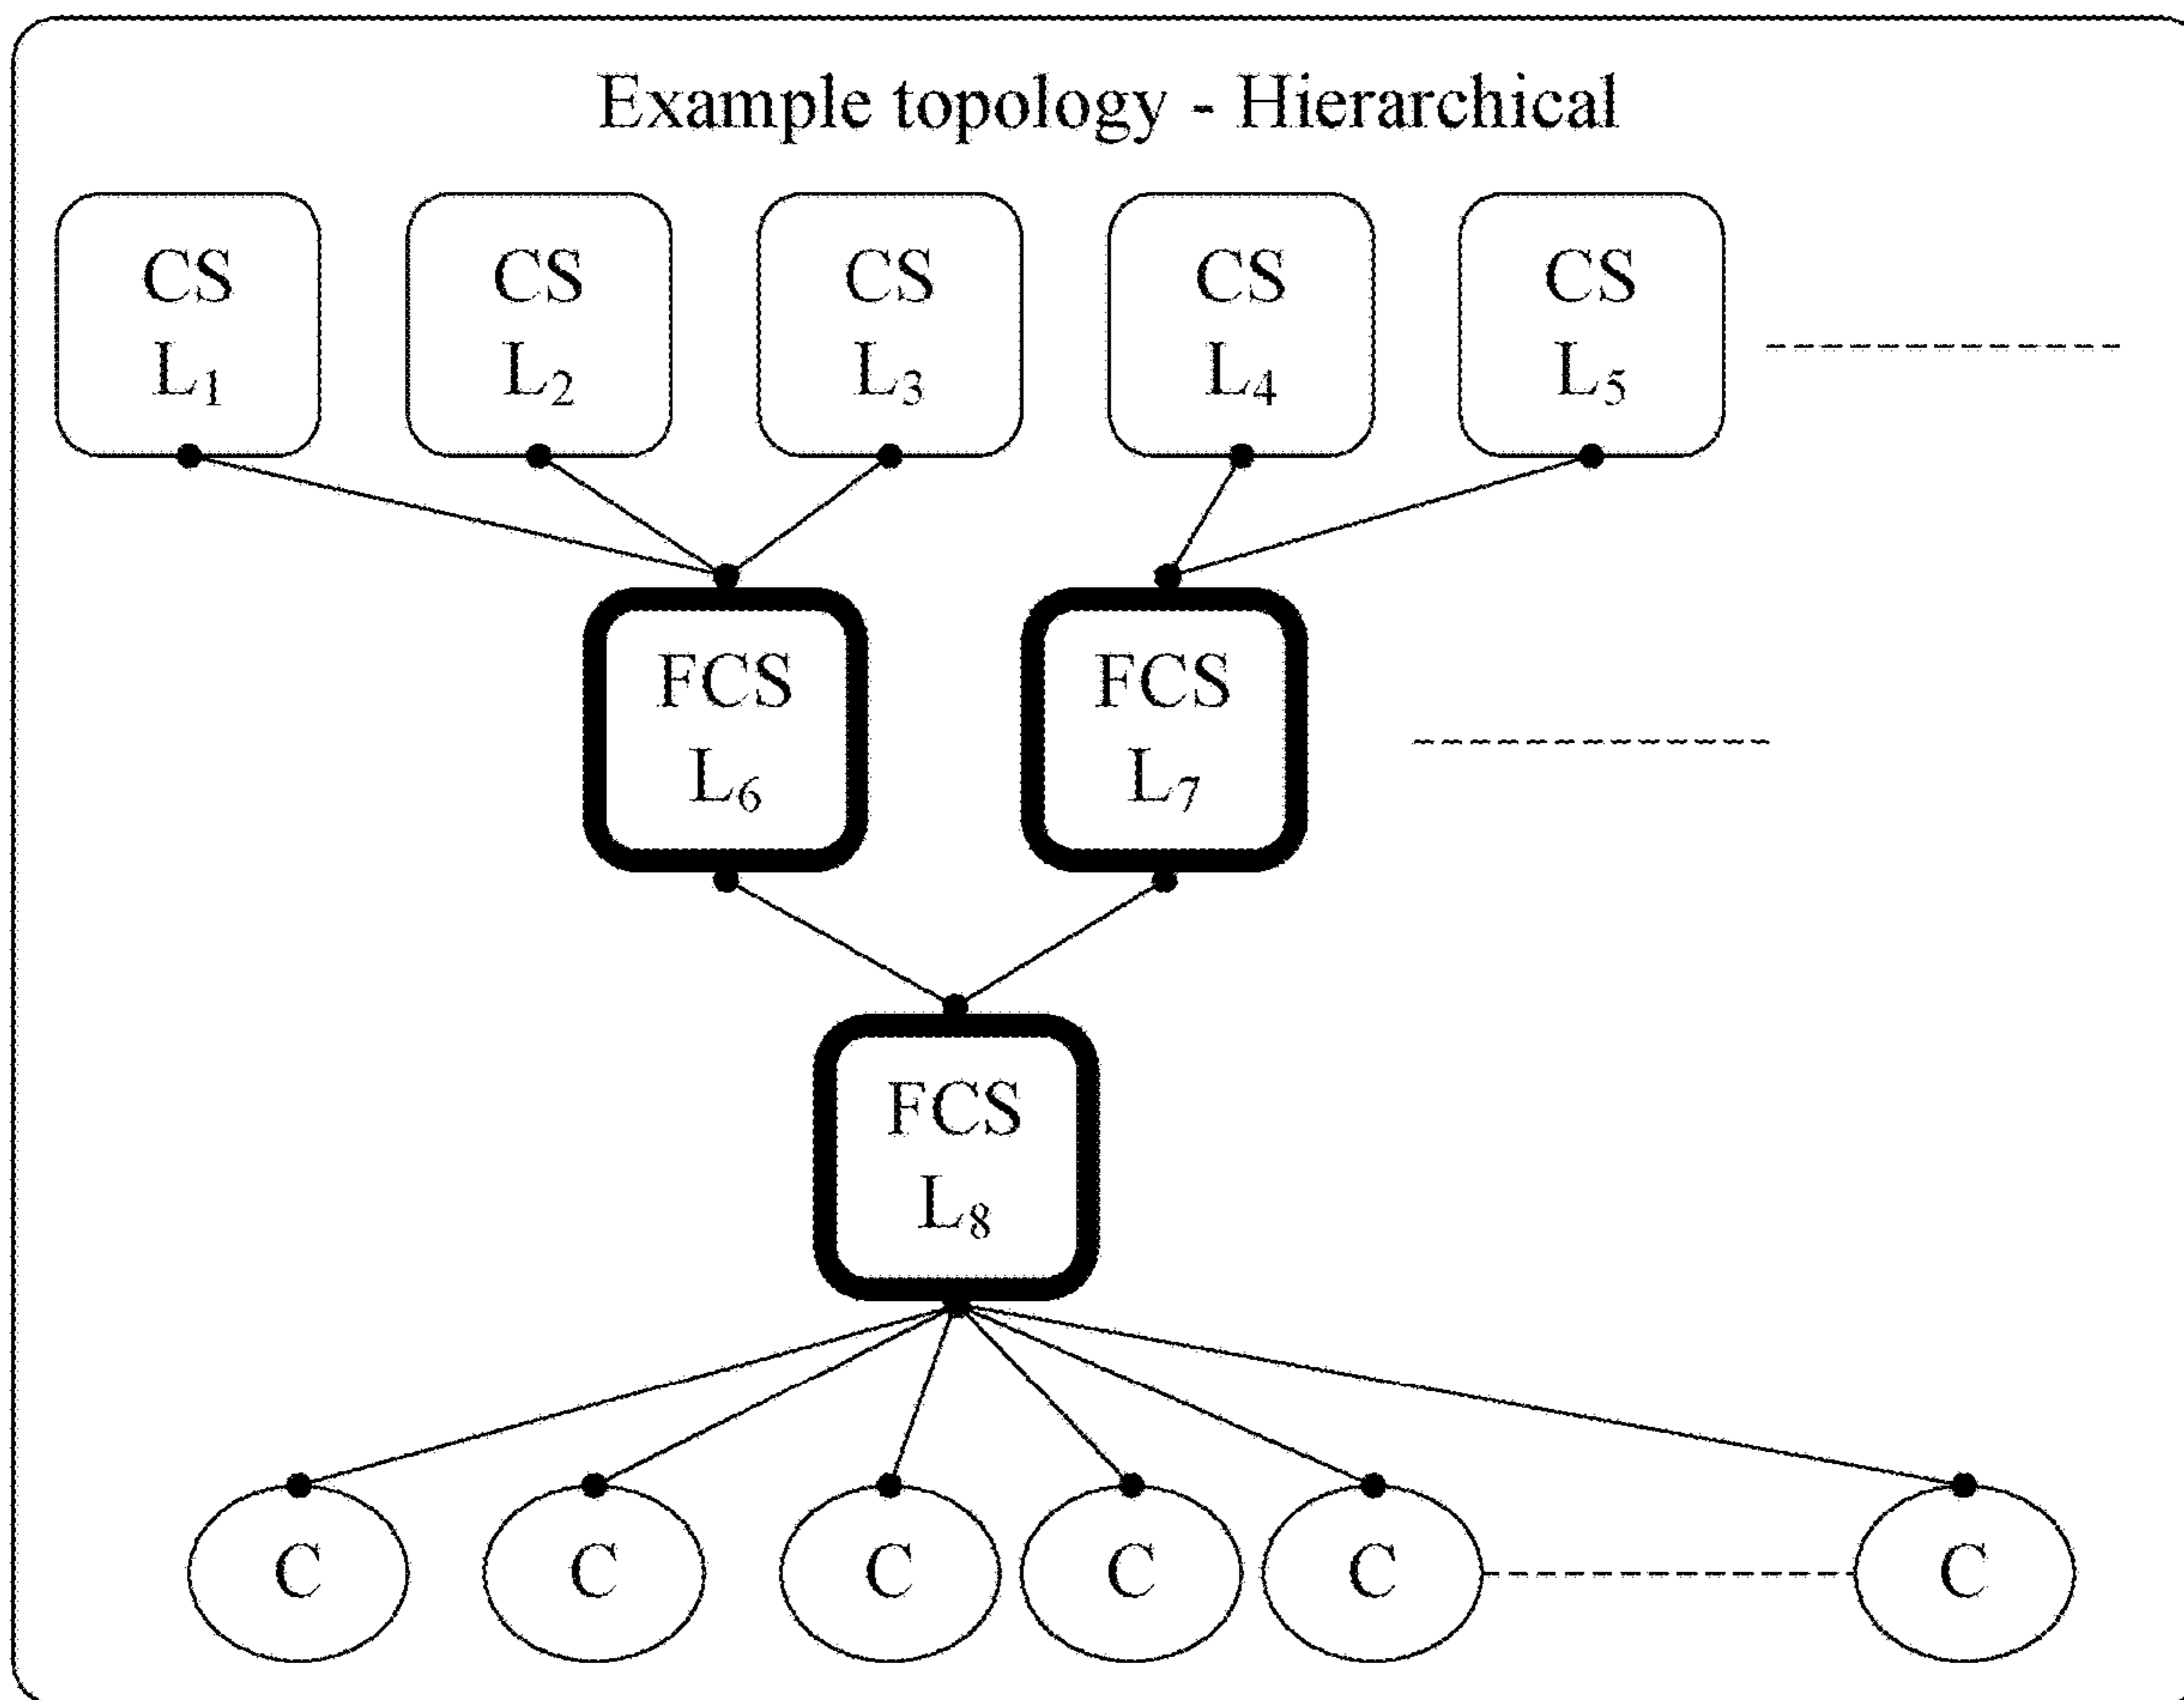 Example topology - Hierarchical
CS CS CS CS CS
L1 L2 L3 L4 L5
FCS FCS
L6 L7
FCS
L8
C C C C C C